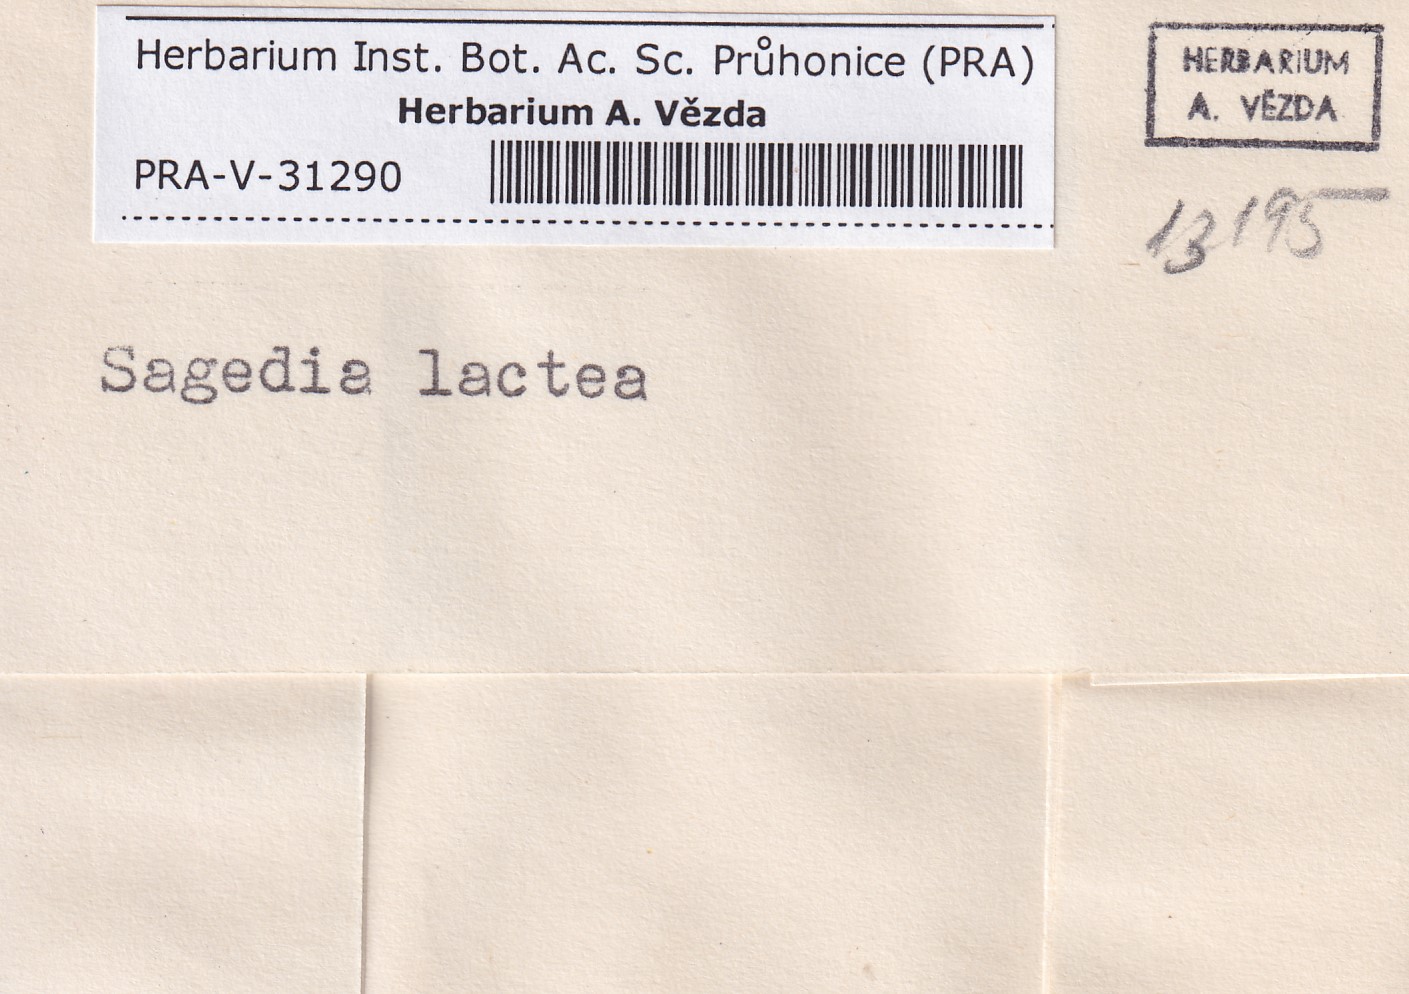 Herbarium Inst. Bot. Ac. Sc. Průhonice (PRA)
Herbarium A. Vězda
PRA-V-31290
HERBARIUM
A. VĚZDA
13195
Sagedia lactea